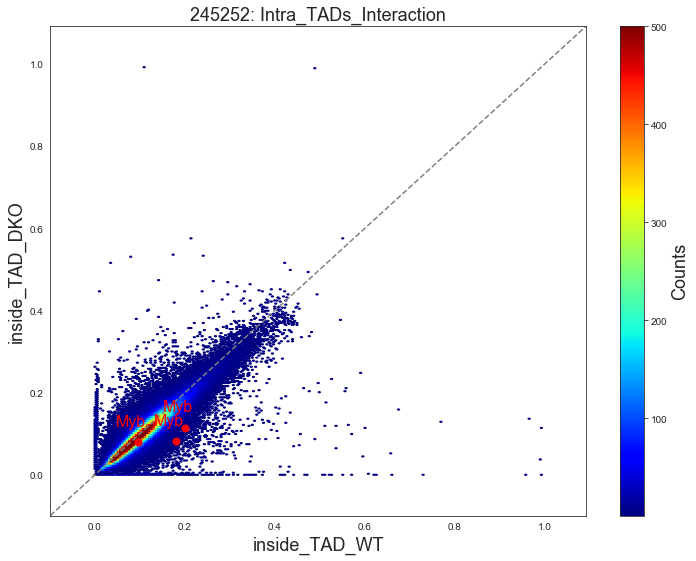 245252: Intra_TADs_Interaction
inside_TAD_DKO
1.0
0.8
0.6
0.4
0.2
0.0
Myb
Myb
Myb
0.0 0.2 0.4 0.6 0.8 1.0
inside_TAD_WT
500
400
300
200
100
Counts